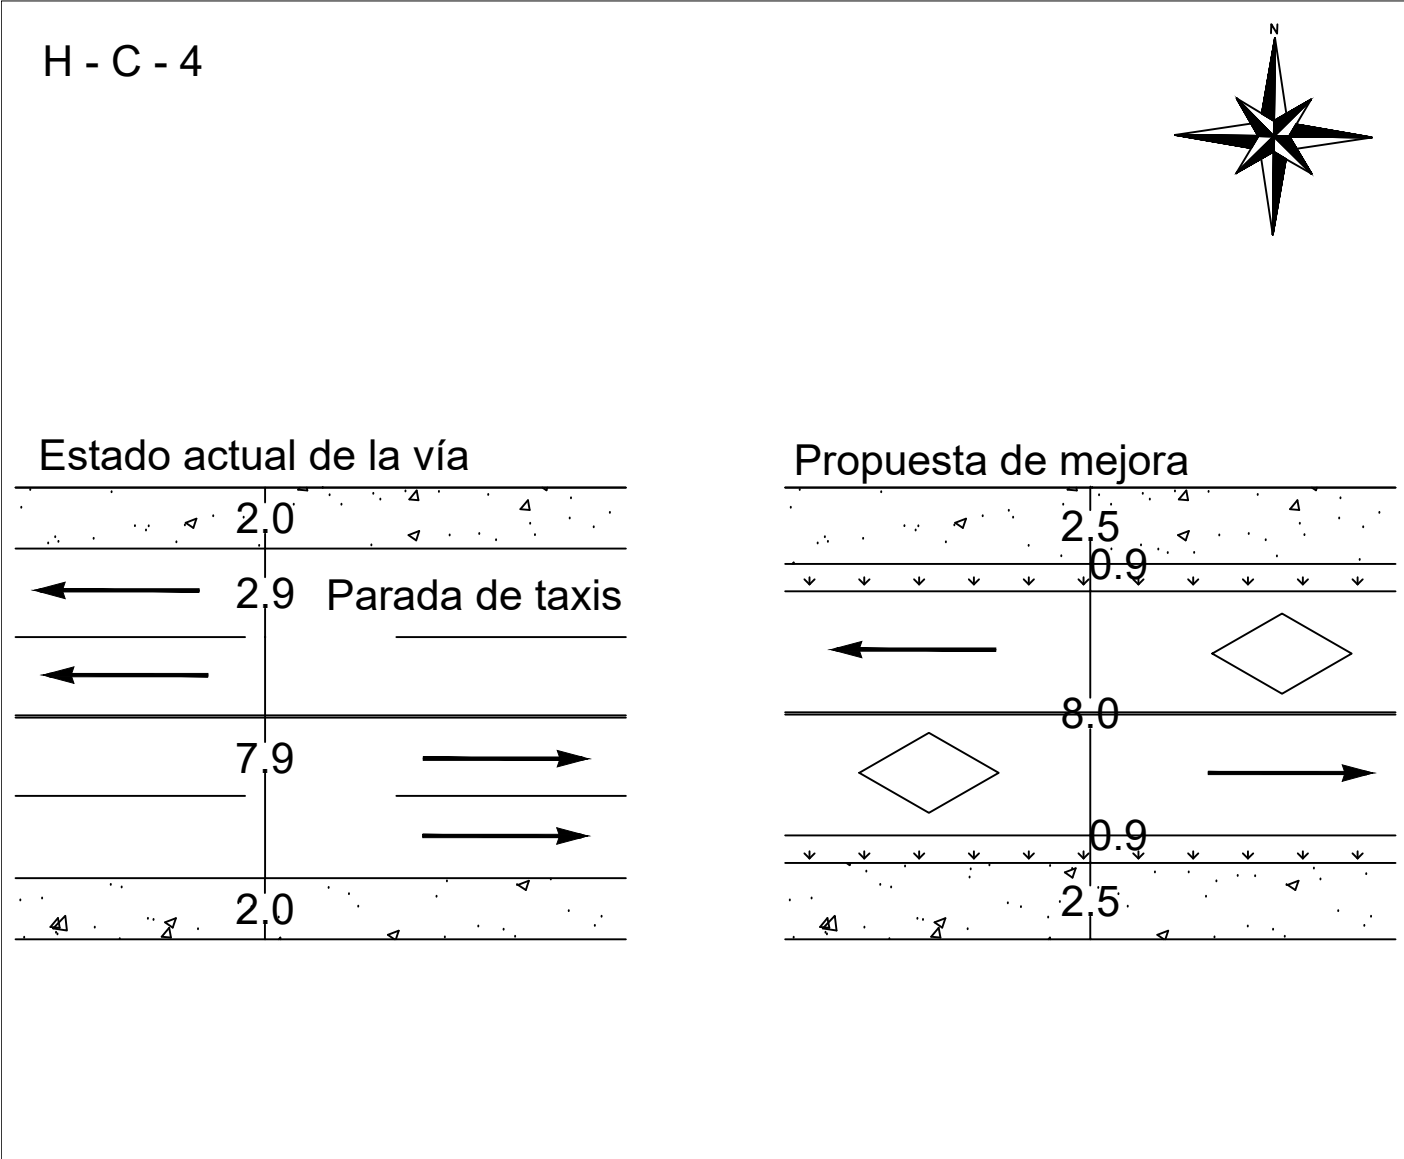 H - C - 4
N
Estado actual de la vía
2.0
2.9 Parada de taxis
7.9
2.0
Propuesta de mejora
2.5
0.9
8.0
0.9
2.5